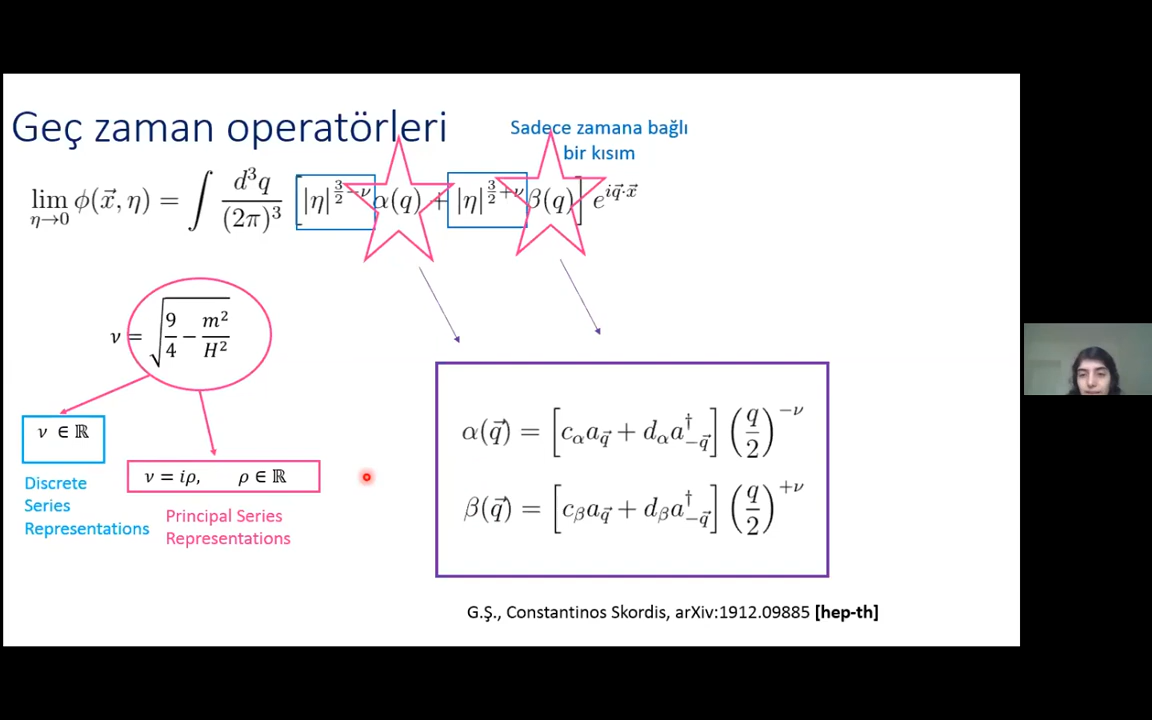 Geç zaman operatörleri
Sadece zamana bağlı
bir kısım
lim_{η→0} φ(x⃗, η) = ∫ d³q/(2π)³ [|η|^{3/2−ν} α(q) + |η|^{3/2+ν} β(q)] e^{iq⃗·x⃗}
ν = √(9/4 − m²/H²)
ν ∈ ℝ
Discrete
Series
Representations
ν = iρ, ρ ∈ ℝ
Principal Series
Representations
α(q⃗) = [c_α a_q⃗ + d_α a†_{−q⃗}] (q/2)^{−ν}
β(q⃗) = [c_β a_q⃗ + d_β a†_{−q⃗}] (q/2)^{+ν}
G.Ş., Constantinos Skordis, arXiv:1912.09885 [hep-th]